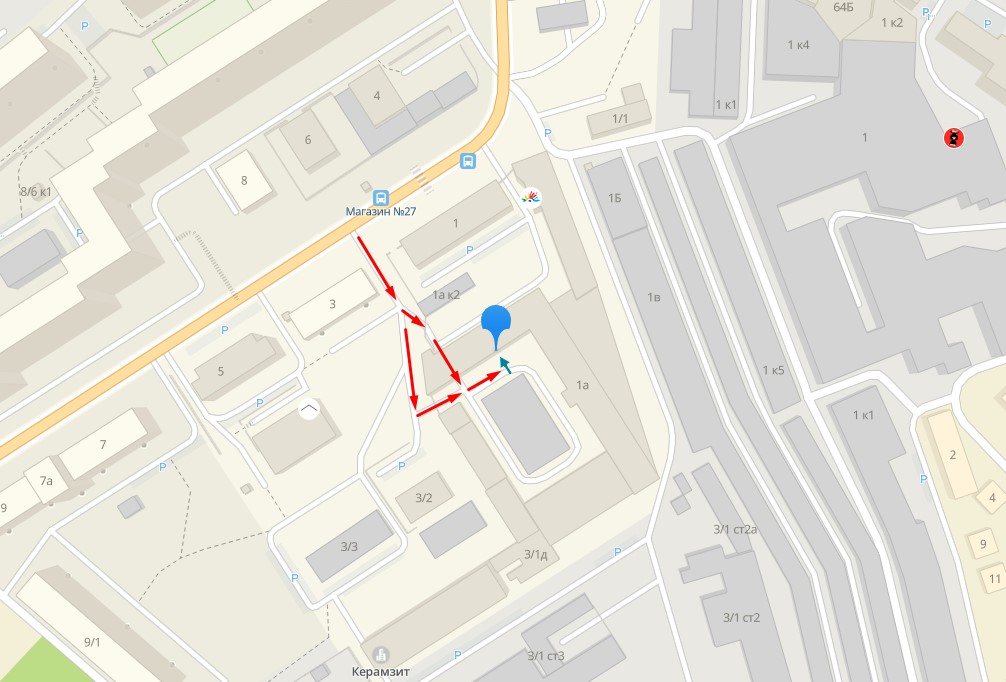 P
64Б
1 к2
P
P
1 к4
4
1 к1
1/1
P
6
1
8
8/6 к1
1Б
Магазин №27
P
1
P
1а к2
1в
3
P
5
1 к5
1а
P
1 к1
7
2
P
7а
P
P
3/2
4
9
3/1 ст2а
9
3/3
P
3/1д
P
11
3/1 ст2
9/1
P
3/1 ст3
Керамзит